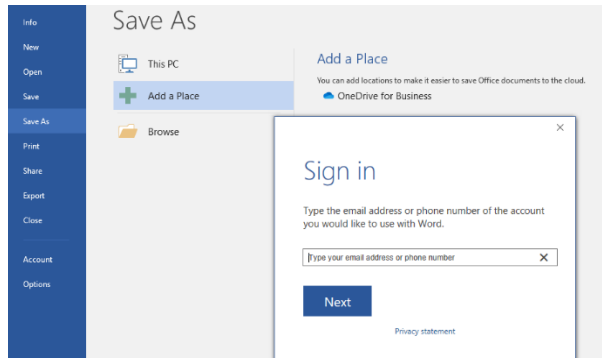 Info
New
Open
Save
Save As
Print
Share
Export
Close
Account
Options
Save As
This PC
Add a Place
Browse
Add a Place
You can add locations to make it easier to save Office documents to the cloud.
OneDrive for Business
Sign in
Type the email address or phone number of the account
you would like to use with Word.
Type your email address or phone number
Next
Privacy statement